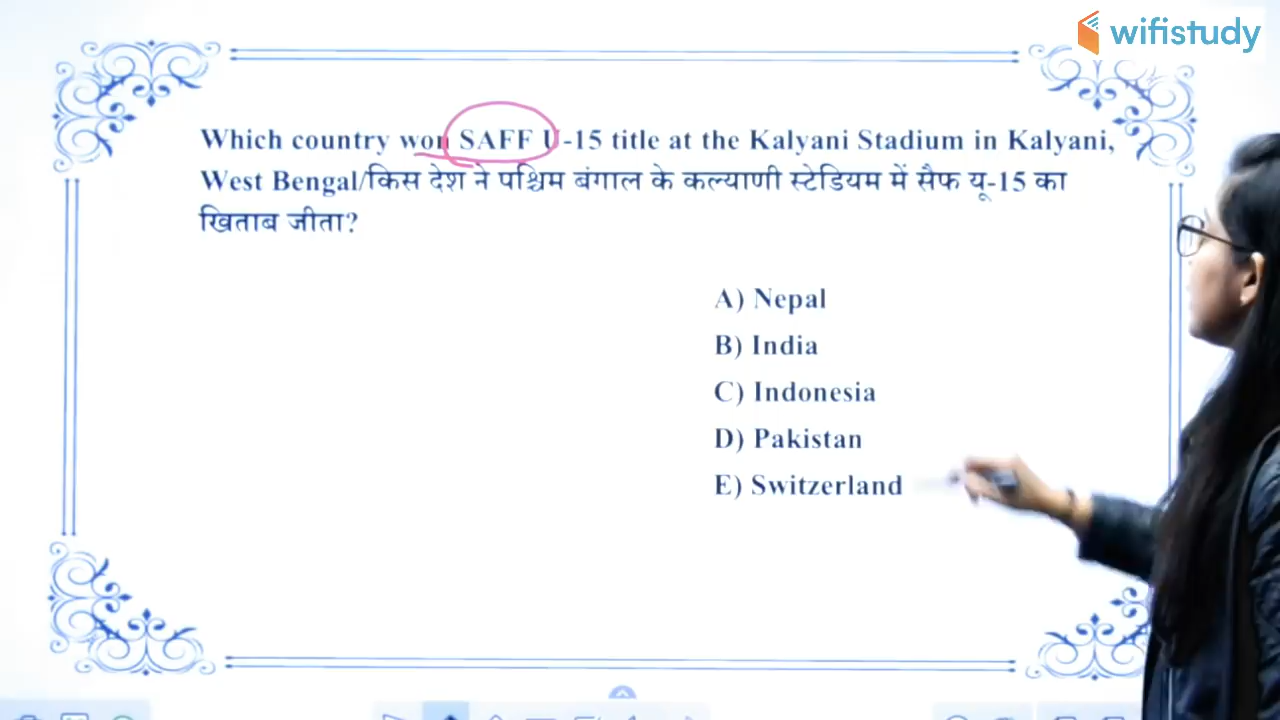 wifistudy
Which country won SAFF U-15 title at the Kalyani Stadium in Kalyani,
West Bengal/किस देश ने पश्चिम बंगाल के कल्याणी स्टेडियम में सैफ यू-15 का
खिताब जीता?
A) Nepal
B) India
C) Indonesia
D) Pakistan
E) Switzerland